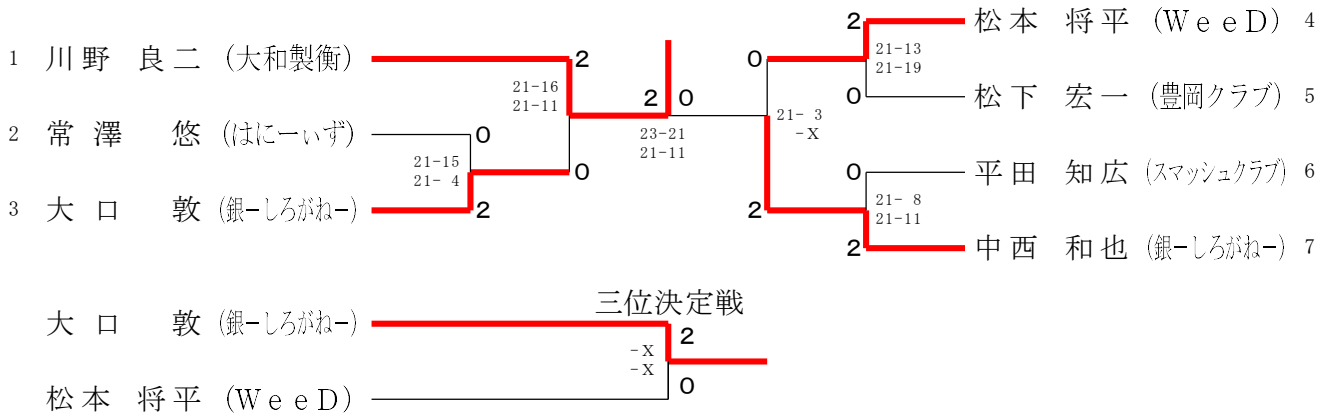 1 川野 良二 (大和製衡)
2
21-16
21-11
2 常澤 悠 (はにーぃず)
0
21-15
21- 4
0
3 大口 敦 (銀ーしろがねー)
2
2 0
23-21
21-11
2 松本 将平 (WeeD) 4
0
21-13
21-19
0 松下 宏一 (豊岡クラブ) 5
21- 3
-X
0 平田 知広 (スマッシュクラブ) 6
2
21- 8
21-11
2 中西 和也 (銀ーしろがねー) 7
三位決定戦
大口 敦 (銀ーしろがねー)
2
-X
-X
0
松本 将平 (WeeD)